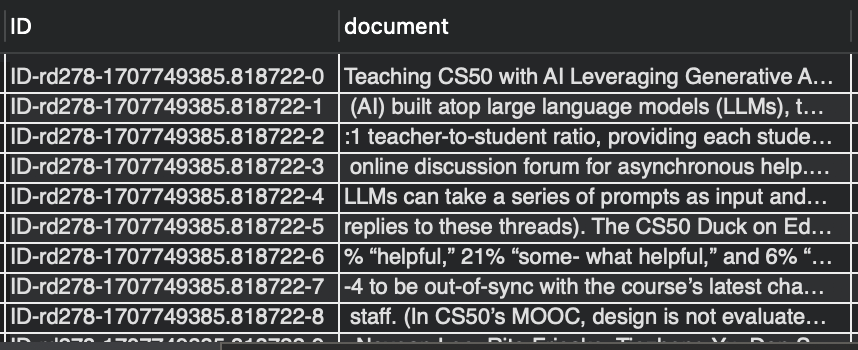 ID document
ID-rd278-1707749385.818722-0 Teaching CS50 with AI Leveraging Generative A...
ID-rd278-1707749385.818722-1 (AI) built atop large language models (LLMs), t...
ID-rd278-1707749385.818722-2 :1 teacher-to-student ratio, providing each stude...
ID-rd278-1707749385.818722-3 online discussion forum for asynchronous help....
ID-rd278-1707749385.818722-4 LLMs can take a series of prompts as input and...
ID-rd278-1707749385.818722-5 replies to these threads). The CS50 Duck on Ed...
ID-rd278-1707749385.818722-6 % “helpful,” 21% “some- what helpful,” and 6% “...
ID-rd278-1707749385.818722-7 -4 to be out-of-sync with the course’s latest cha...
ID-rd278-1707749385.818722-8 staff. (In CS50’s MOOC, design is not evaluate...